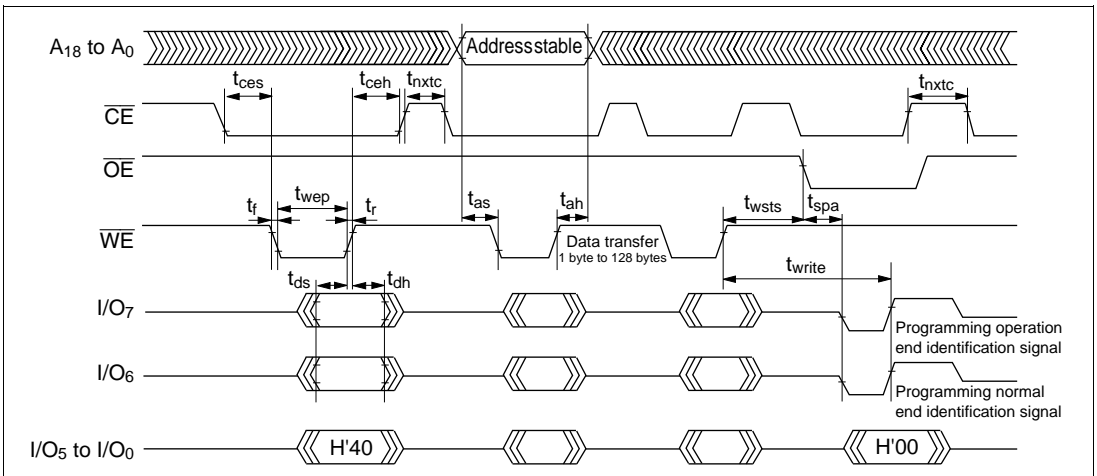 A18 to A0
Addressstable
tces
tceh
tnxtc
tnxtc
CE
OE
tf
twep
tr
tas
tah
twsts
tspa
WE
Data transfer
1 byte to 128 bytes
twrite
tds
tdh
I/O7
Programming operation
end identification signal
I/O6
Programming normal
end identification signal
I/O5 to I/O0
H'40
H'00